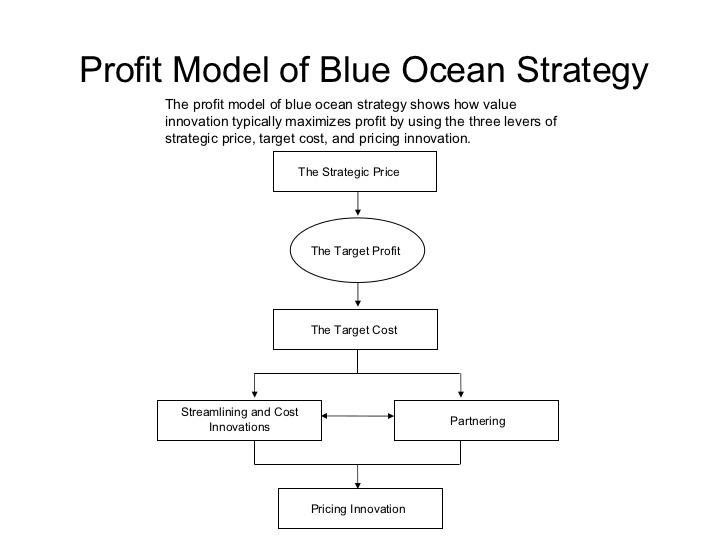 Profit Model of Blue Ocean Strategy
The profit model of blue ocean strategy shows how value
innovation typically maximizes profit by using the three levers of
strategic price, target cost, and pricing innovation.
The Strategic Price
The Target Profit
The Target Cost
Streamlining and Cost
Innovations
Partnering
Pricing Innovation